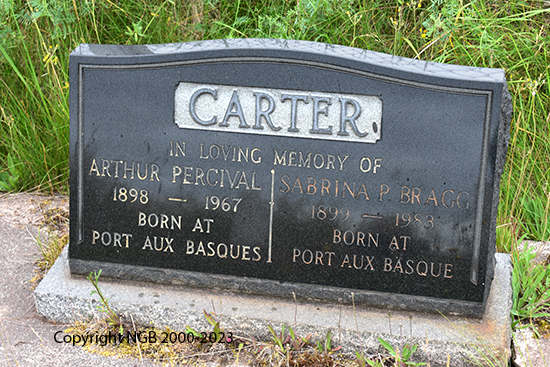 CARTER
IN LOVING MEMORY OF
ARTHUR PERCIVAL
1898 — 1967
BORN AT
PORT AUX BASQUES
SABRINA P. BRAGG
1899 — 1983
BORN AT
PORT AUX BASQUE
Copyright NGB 2000-2023